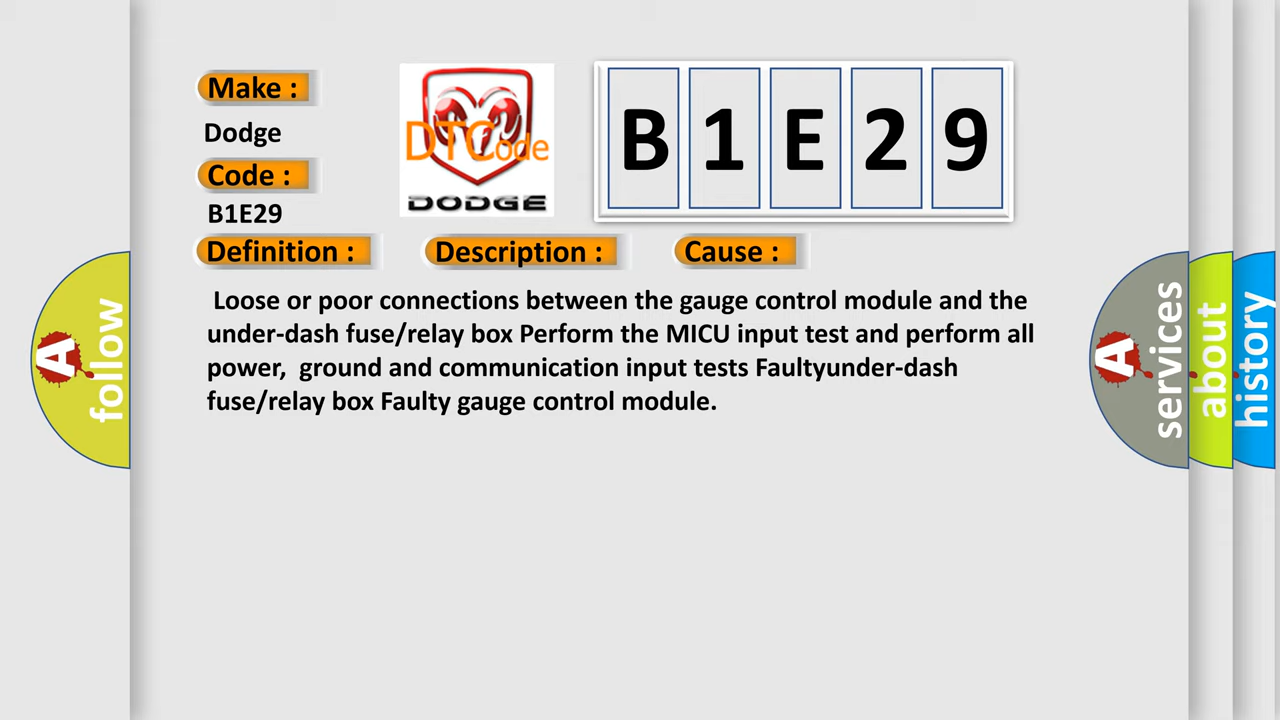 Make :
Dodge
Code :
B1E29
DTCode
DODGE
B 1 E 2 9
Definition :
Description :
Cause :
Loose or poor connections between the gauge control module and the
under-dash fuse/relay box Perform the MICU input test and perform all
power,  ground and communication input tests Faultyunder-dash
fuse/relay box Faulty gauge control module.
A follow
A services
about
history